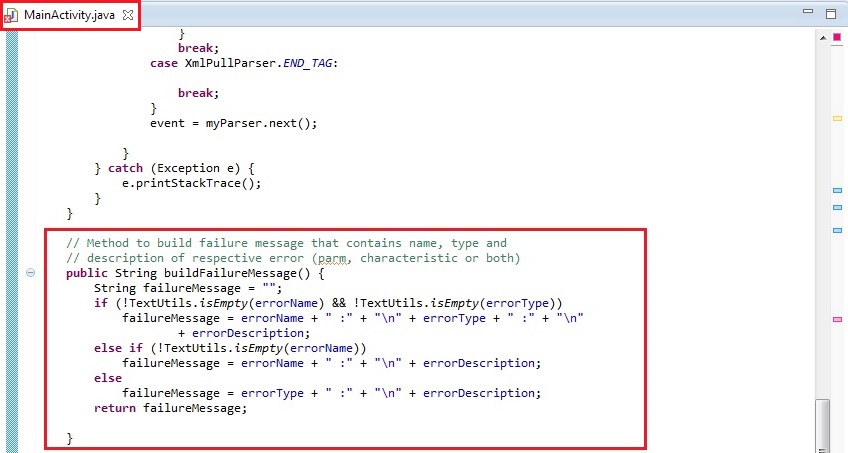 MainActivity.java
}
break;
case XmlPullParser.END_TAG:
break;
}
event = myParser.next();
}
} catch (Exception e) {
e.printStackTrace();
}
}
// Method to build failure message that contains name, type and
// description of respective error (parm, characteristic or both)
public String buildFailureMessage() {
String failureMessage = "";
if (!TextUtils.isEmpty(errorName) && !TextUtils.isEmpty(errorType))
failureMessage = errorName + " :" + "\n" + errorType + " :" + "\n"
+ errorDescription;
else if (!TextUtils.isEmpty(errorName))
failureMessage = errorName + " :" + "\n" + errorDescription;
else
failureMessage = errorType + " :" + "\n" + errorDescription;
return failureMessage;
}